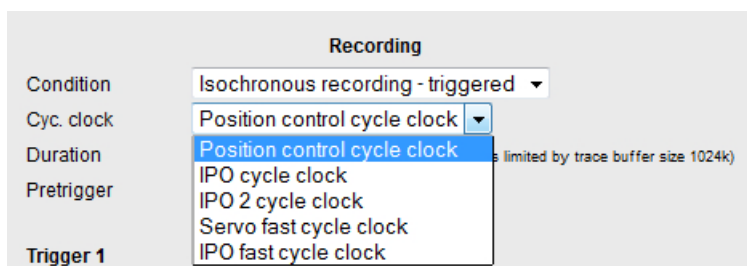 Recording
Condition Isochronous recording - triggered
Cyc. clock Position control cycle clock
Duration Position control cycle clock s limited by trace buffer size 1024k)
IPO cycle clock
Pretrigger IPO 2 cycle clock
Servo fast cycle clock
Trigger 1 IPO fast cycle clock